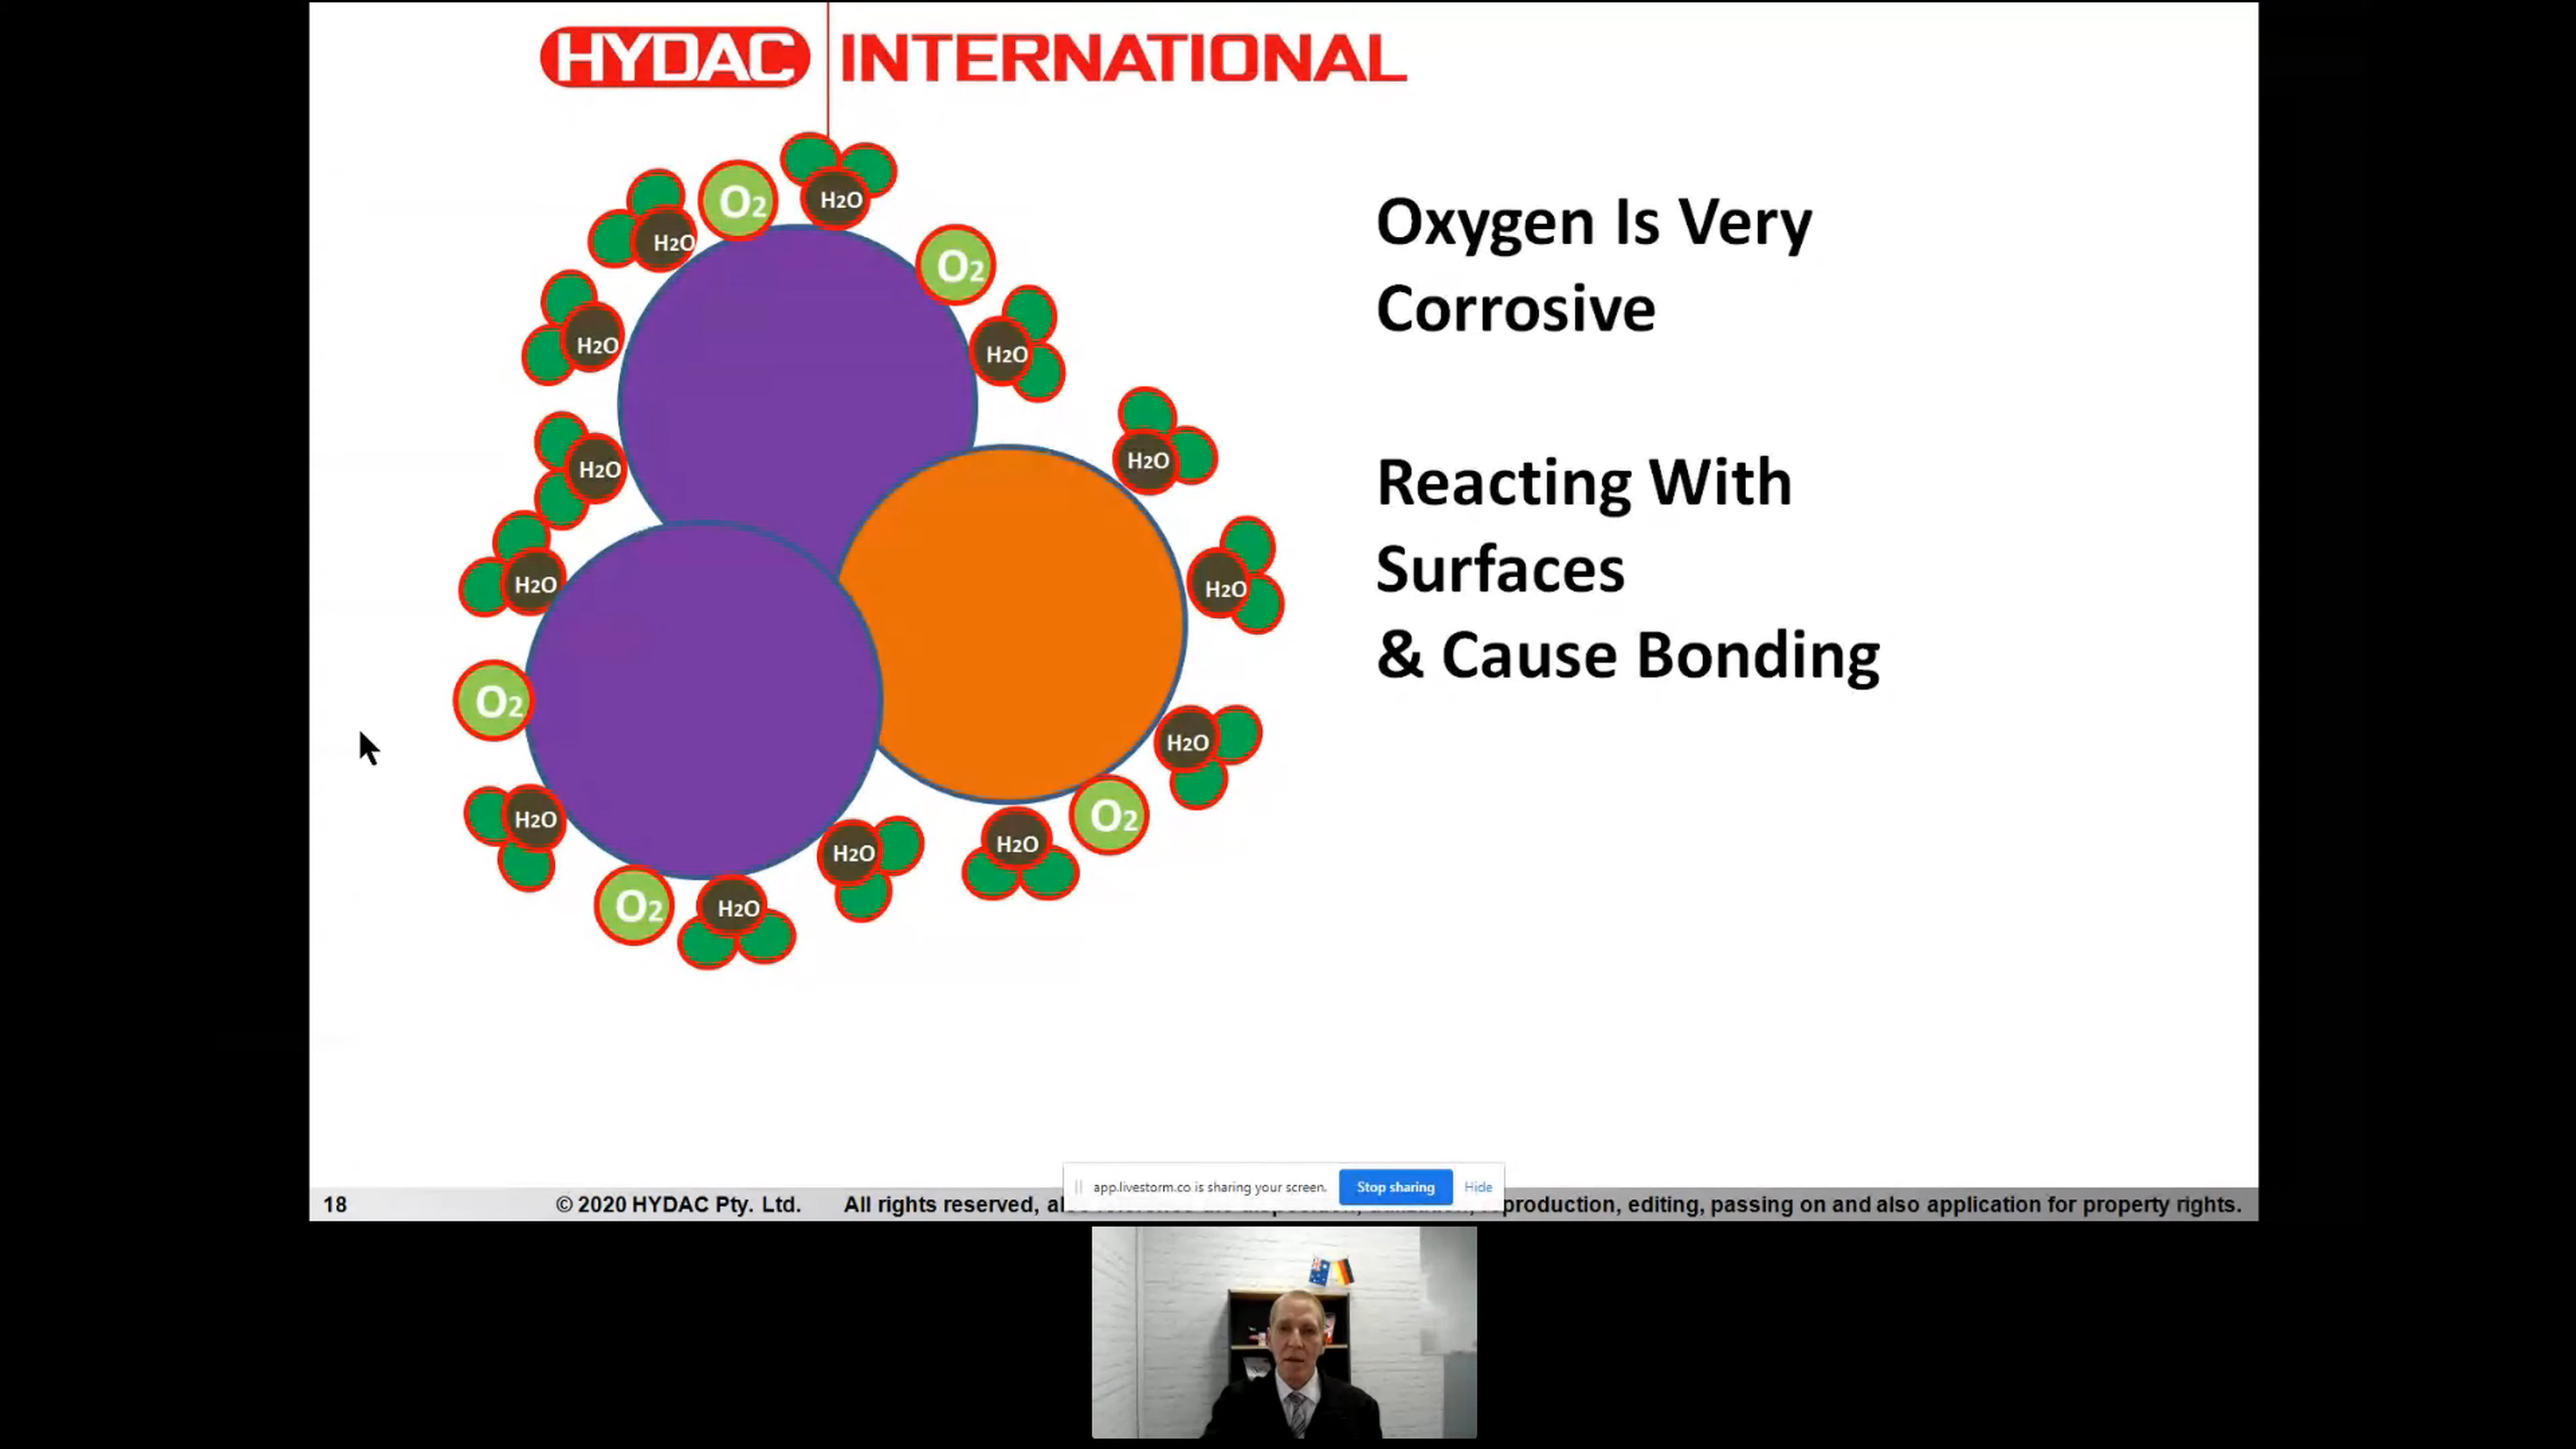 HYDAC INTERNATIONAL
H2O
O2
H2O
H2O
O2
H2O
H2O
H2O
H2O
H2O
H2O
O2
H2O
H2O
O2
H2O
H2O
H2O
O2
H2O
Oxygen Is Very
Corrosive
Reacting With
Surfaces
& Cause Bonding
app.livestorm.co is sharing your screen. Stop sharing Hide
18 © 2020 HYDAC Pty. Ltd. All rights reserved, production, editing, passing on and also application for property rights.